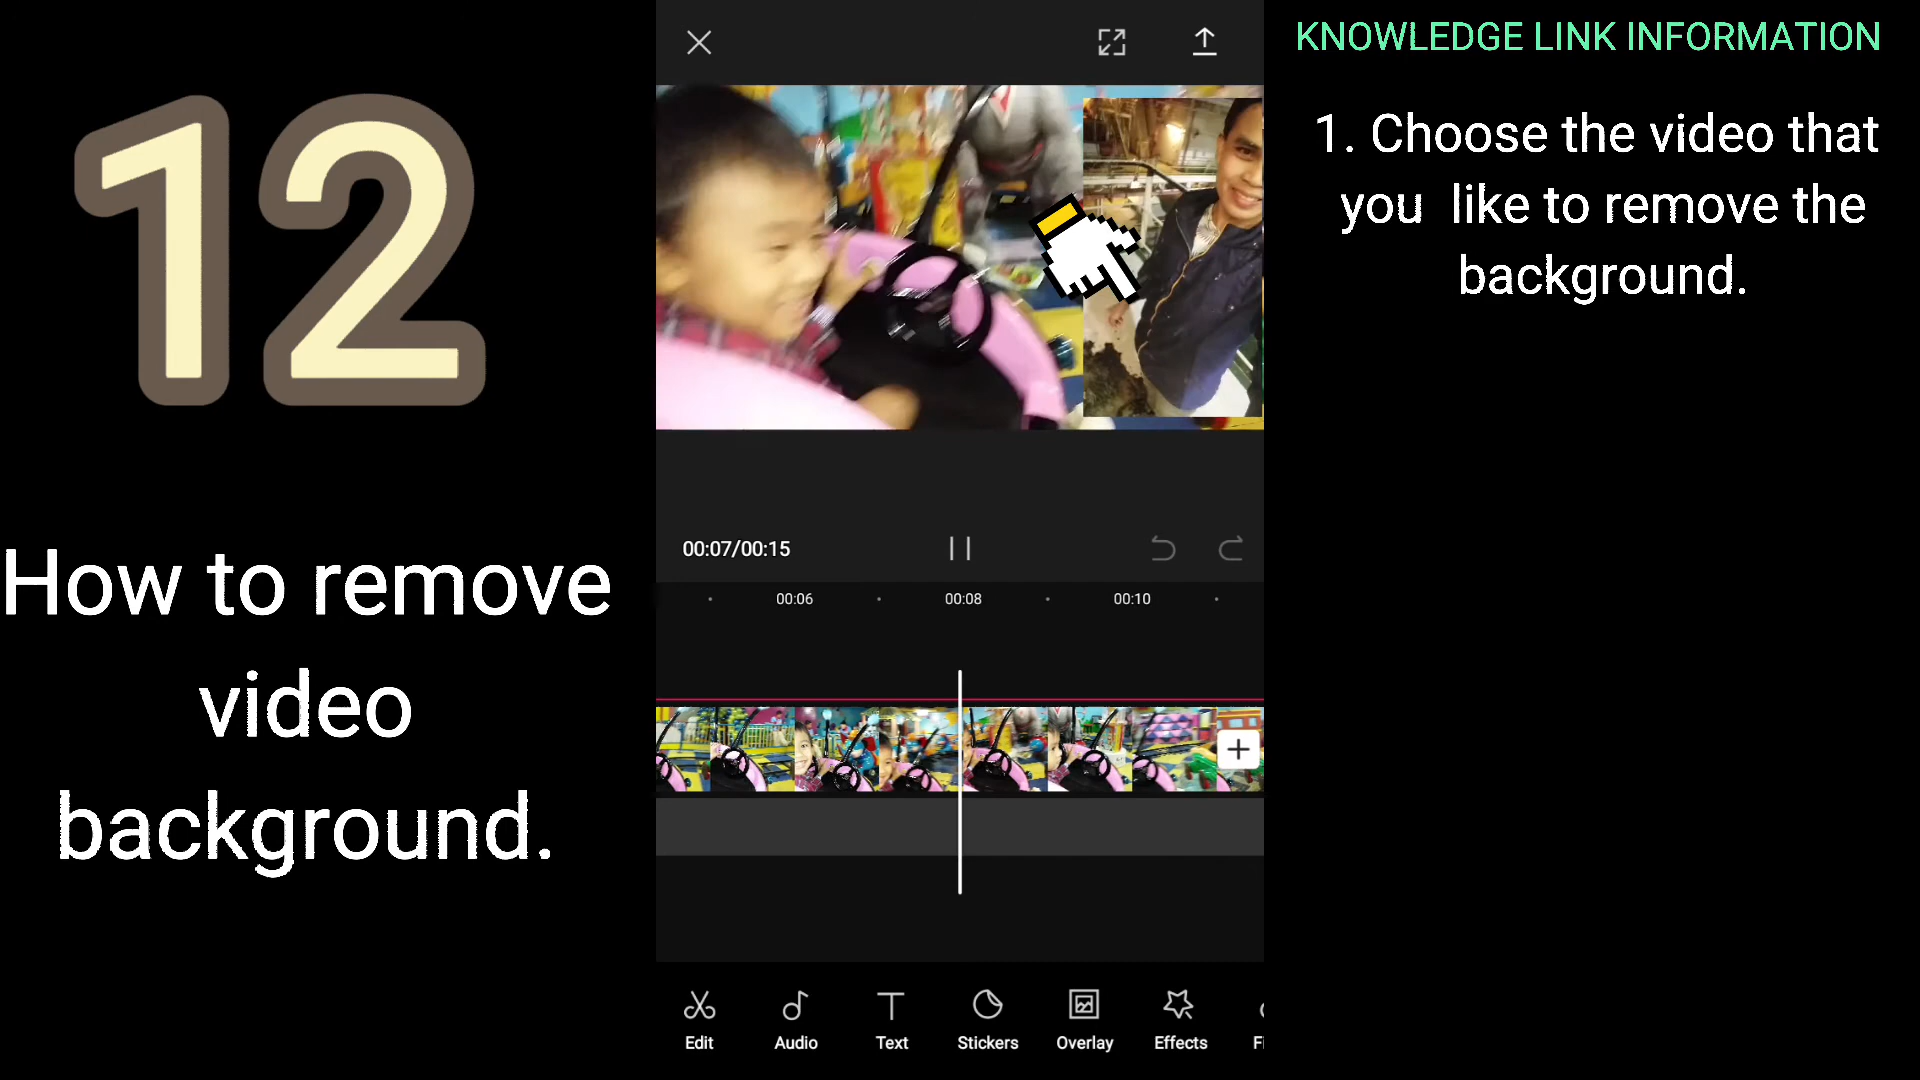 12
How to remove
video
background.
00:07/00:15
00:06
00:08
00:10
Edit
Audio
Text
Stickers
Overlay
Effects
KNOWLEDGE LINK INFORMATION
1. Choose the video that
you like to remove the
background.